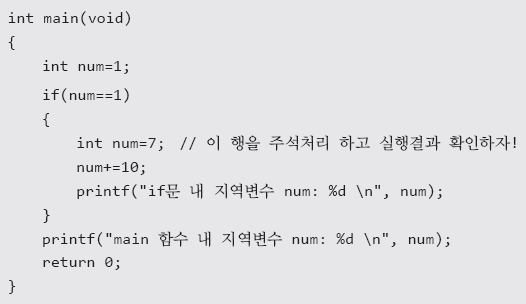 int main(void)
{
int num=1;
if(num==1)
{
int num=7; // 이 행을 주석처리 하고 실행결과 확인하자!
num+=10;
printf("if문 내 지역변수 num: %d \n", num);
}
printf("main 함수 내 지역변수 num: %d \n", num);
return 0;
}